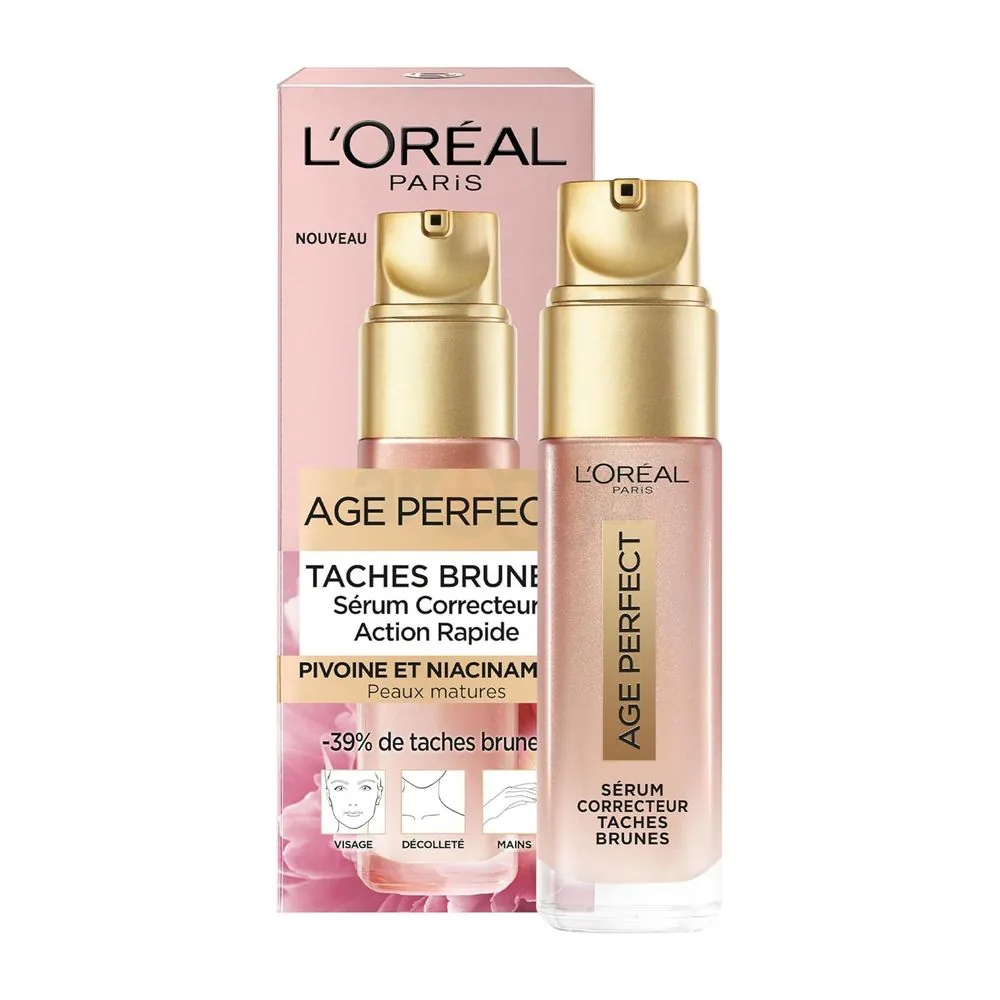 L'ORÉAL
PARiS
NOUVEAU
AGE PERFEC
TACHES BRUNE
Sérum Correcteur
Action Rapide
PIVOINE ET NIACINAM
Peaux matures
-39% de taches brune
VISAGE
DÉCOLLETÉ
MAINS
L'ORÉAL
PARiS
AGE PERFECT
SÉRUM
CORRECTEUR
TACHES
BRUNES